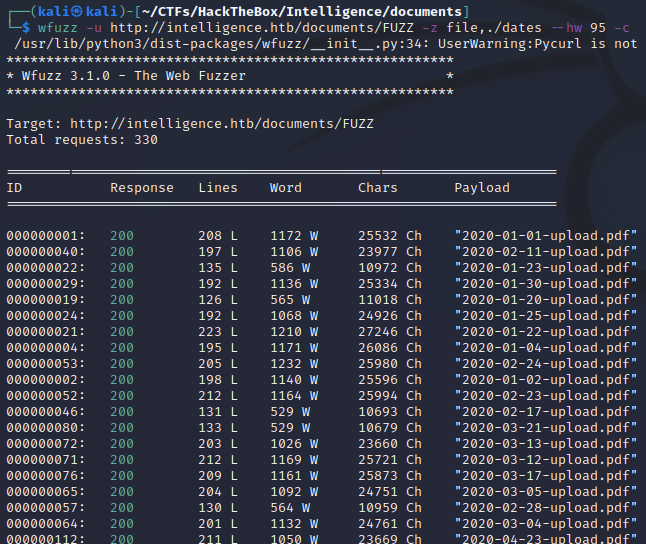 ┌──(kali㉿kali)-[~/CTFs/HackTheBox/Intelligence/documents]
└─$ wfuzz -u http://intelligence.htb/documents/FUZZ -z file,./dates --hw 95 -c
 /usr/lib/python3/dist-packages/wfuzz/__init__.py:34: UserWarning:Pycurl is not
********************************************************
* Wfuzz 3.1.0 - The Web Fuzzer                         *
********************************************************
Target: http://intelligence.htb/documents/FUZZ
Total requests: 330
=====================================================================
ID           Response   Lines    Word       Chars       Payload
=====================================================================
000000001:   200        208 L    1172 W     25532 Ch    "2020-01-01-upload.pdf"
000000040:   200        197 L    1106 W     23977 Ch    "2020-02-11-upload.pdf"
000000022:   200        135 L    586 W      10972 Ch    "2020-01-23-upload.pdf"
000000029:   200        192 L    1136 W     25334 Ch    "2020-01-30-upload.pdf"
000000019:   200        126 L    565 W      11018 Ch    "2020-01-20-upload.pdf"
000000024:   200        192 L    1068 W     24926 Ch    "2020-01-25-upload.pdf"
000000021:   200        223 L    1210 W     27246 Ch    "2020-01-22-upload.pdf"
000000004:   200        195 L    1171 W     26086 Ch    "2020-01-04-upload.pdf"
000000053:   200        205 L    1232 W     25980 Ch    "2020-02-24-upload.pdf"
000000002:   200        198 L    1140 W     25596 Ch    "2020-01-02-upload.pdf"
000000052:   200        212 L    1164 W     25994 Ch    "2020-02-23-upload.pdf"
000000046:   200        131 L    529 W      10693 Ch    "2020-02-17-upload.pdf"
000000080:   200        133 L    529 W      10679 Ch    "2020-03-21-upload.pdf"
000000072:   200        203 L    1026 W     23660 Ch    "2020-03-13-upload.pdf"
000000071:   200        212 L    1169 W     25721 Ch    "2020-03-12-upload.pdf"
000000076:   200        209 L    1161 W     25873 Ch    "2020-03-17-upload.pdf"
000000065:   200        204 L    1092 W     24751 Ch    "2020-03-05-upload.pdf"
000000057:   200        130 L    564 W      10959 Ch    "2020-02-28-upload.pdf"
000000064:   200        201 L    1132 W     24761 Ch    "2020-03-04-upload.pdf"
000000112:   200        211 L    1050 W     23669 Ch    "2020-04-23-upload.pdf"